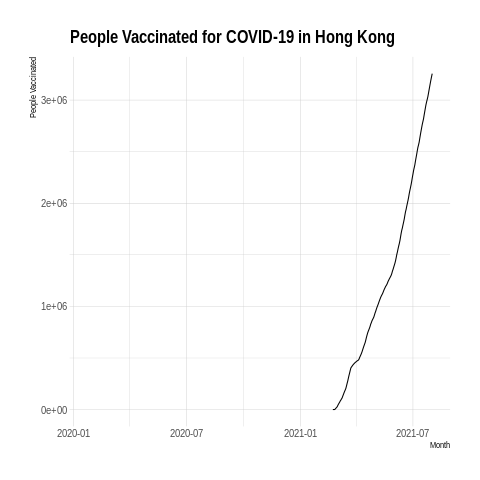 People Vaccinated for COVID-19 in Hong Kong
People Vaccinated
3e+06
2e+06
1e+06
0e+00
2020-01 2020-07 2021-01 2021-07
Month